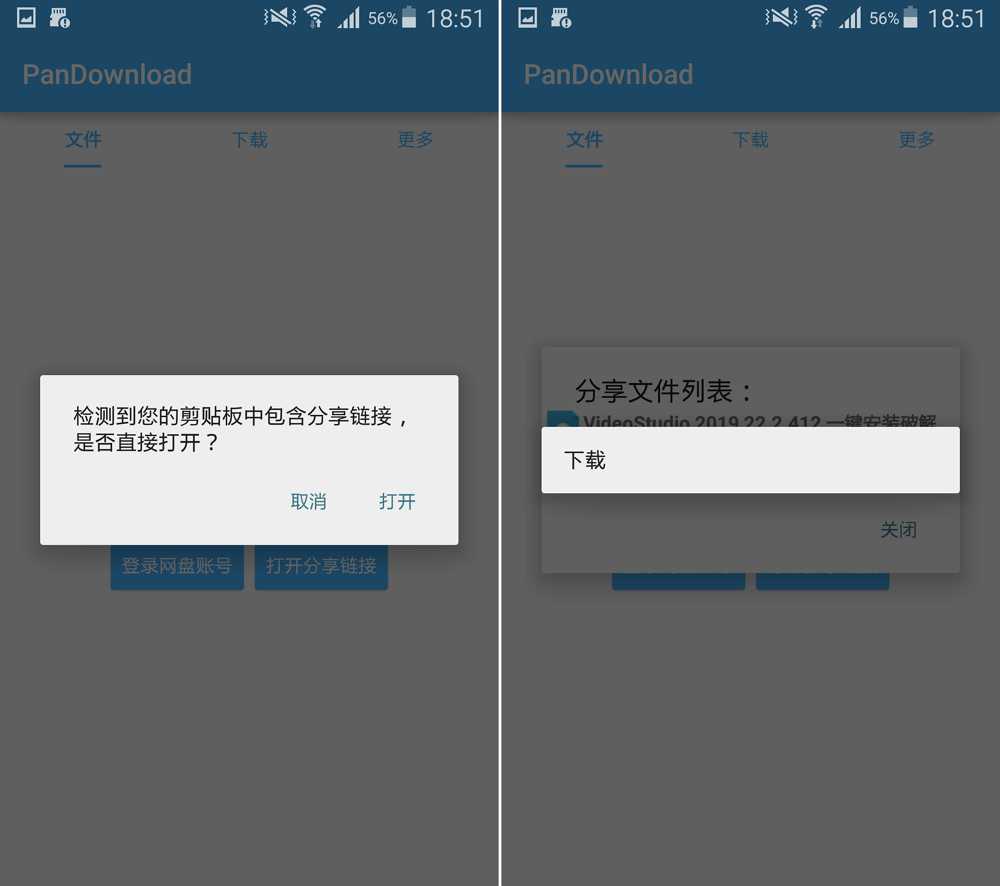 56% 18:51
PanDownload
文件 下载 更多
检测到您的剪贴板中包含分享链接，
是否直接打开？
取消 打开
登录网盘账号 打开分享链接
56% 18:51
PanDownload
文件 下载 更多
分享文件列表：
VideoStudio 2019 22.2.412 一键安装破解
下载
关闭